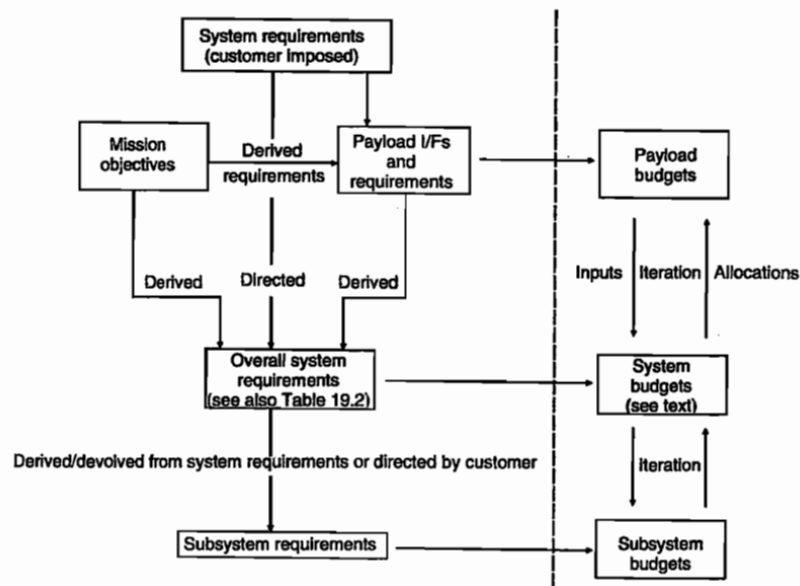 System requirements
(customer imposed)
Mission
objectives
Derived
requirements
Payload I/Fs
and
requirements
Payload
budgets
Derived
Directed
Derived
Inputs
Iteration
Allocations
Overall system
requirements
(see also Table 19.2)
System
budgets
(see text)
Derived/devolved from system requirements or directed by customer
Iteration
Subsystem requirements
Subsystem
budgets